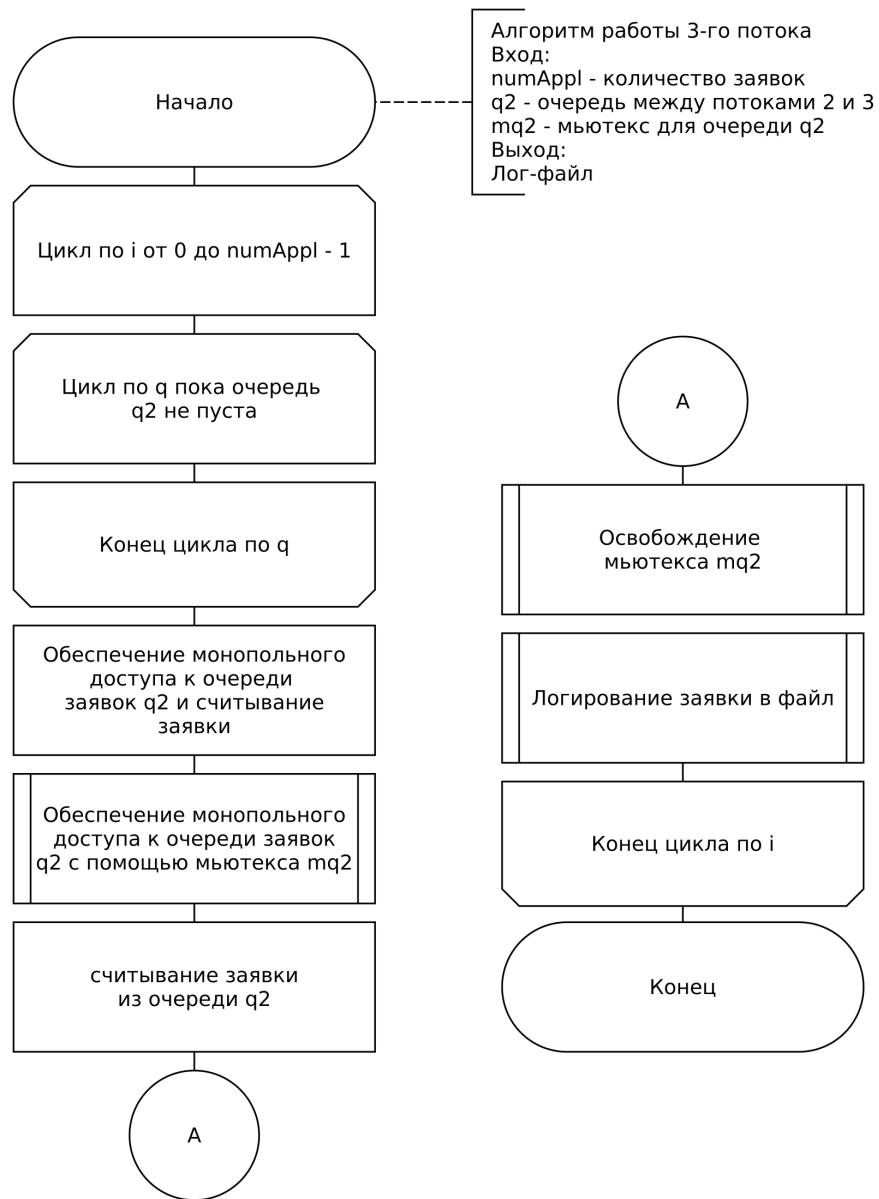 Начало
Алгоритм работы 3-го потока
Вход:
numAppl - количество заявок
q2 - очередь между потоками 2 и 3
mq2 - мьютекс для очереди q2
Выход:
Лог-файл
Цикл по i от 0 до numAppl - 1
Цикл по q пока очередь
q2 не пуста
Конец цикла по q
Обеспечение монопольного
доступа к очереди
заявок q2 и считывание
заявки
Обеспечение монопольного
доступа к очереди заявок
q2 с помощью мьютекса mq2
считывание заявки
из очереди q2
А
А
Освобождение
мьютекса mq2
Логирование заявки в файл
Конец цикла по i
Конец